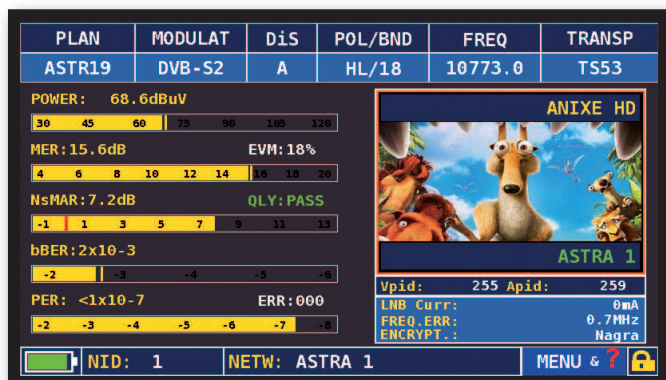 PLAN MODULAT DiS POL/BND FREQ TRANSP
ASTR19 DVB-S2 A HL/18 10773.0 TS53
POWER: 68.6dBuV
30 45 60 75 90 105 120
MER:15.6dB EVM:18%
4 6 8 10 12 14 16 18 20
NsMAR:7.2dB QLY:PASS
-1 1 3 5 7 9 11 13
bBER:2x10-3
-2 -3 -4 -5 -6
PER: <1x10-7 ERR:000
-2 -3 -4 -5 -6 -7 -8
ANIXE HD
ASTRA 1
Vpid: 255 Apid: 259
LNB Curr: 0mA
FREQ.ERR: 0.7MHz
ENCRYPT.: Nagra
NID: 1 NETW: ASTRA 1 MENU & ?